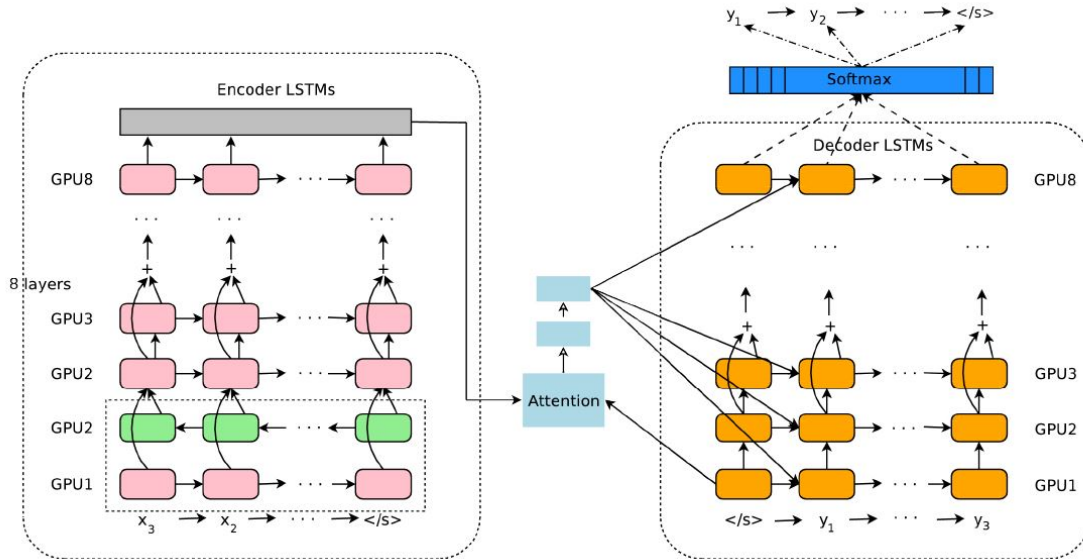 y1 y2 . . . </s>
Softmax
Encoder LSTMs
Decoder LSTMs
GPU8 . . .
. . . GPU8
. . . . . . . . .
. . . . . . . . .
+ + +
8 layers
GPU3 . . .
+ + +
GPU2 . . .
. . . GPU3
Attention
GPU2 . . .
. . . GPU2
GPU1 . . .
. . . GPU1
x3 x2 . . . </s>
</s> y1 . . . y3